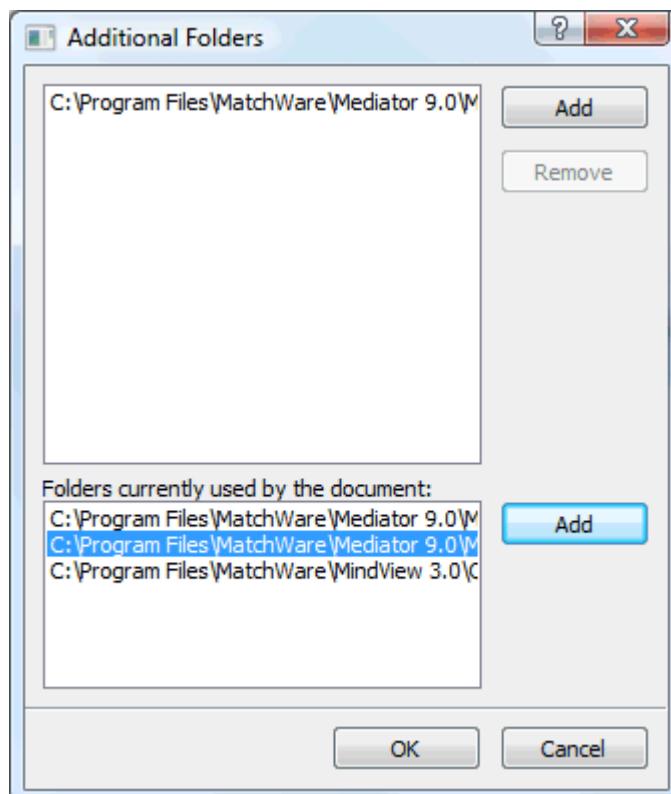 Additional Folders
?
X
C:\Program Files\MatchWare\Mediator 9.0\M
Add
Remove
Folders currently used by the document:
C:\Program Files\MatchWare\Mediator 9.0\M
C:\Program Files\MatchWare\Mediator 9.0\M
C:\Program Files\MatchWare\MindView 3.0\C
Add
OK
Cancel